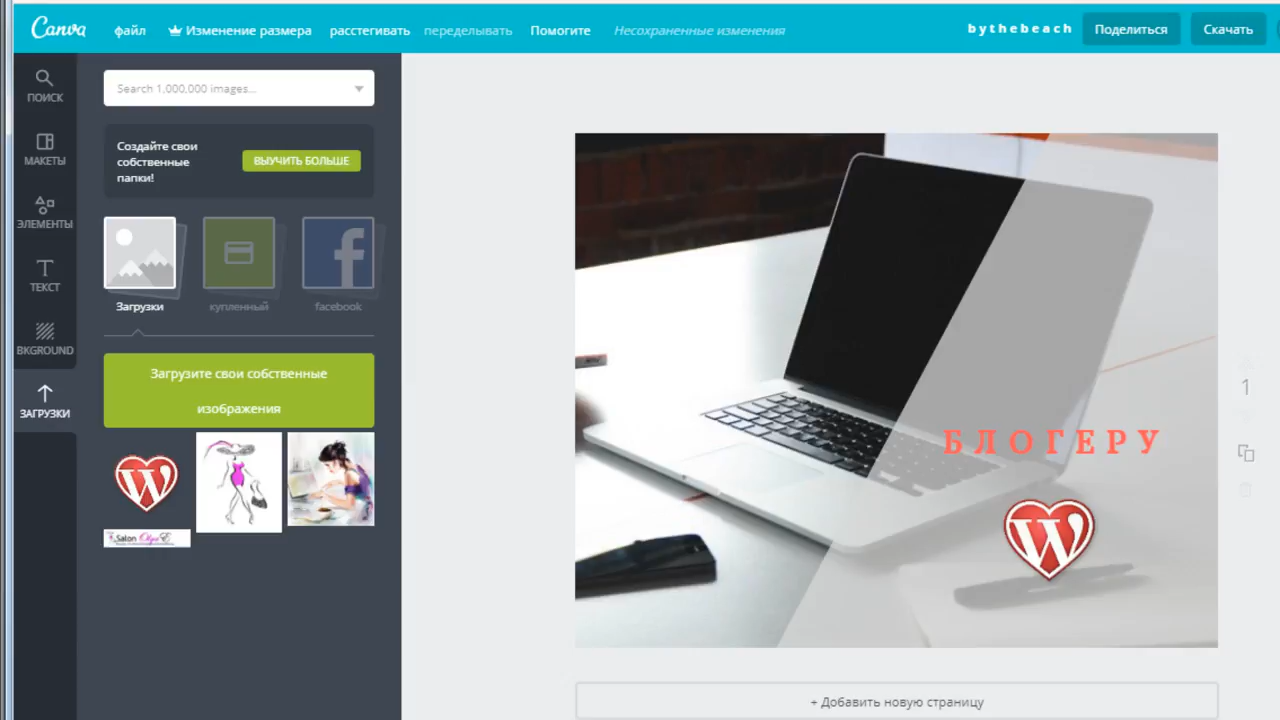 Canva
файл
Изменение размера
расстегивать
переделывать
Помогите
Несохраненные изменения
bythebeach
Поделиться
Скачать
ПОИСК
МАКЕТЫ
ЭЛЕМЕНТЫ
ТЕКСТ
BKGROUND
ЗАГРУЗКИ
Search 1,000,000 images...
Создайте свои
собственные
папки!
ВЫУЧИТЬ БОЛЬШЕ
Загрузки
купленный
facebook
Загрузите свои собственные
изображения
W
Salon
БЛОГЕРУ
W
1
+ Добавить новую страницу